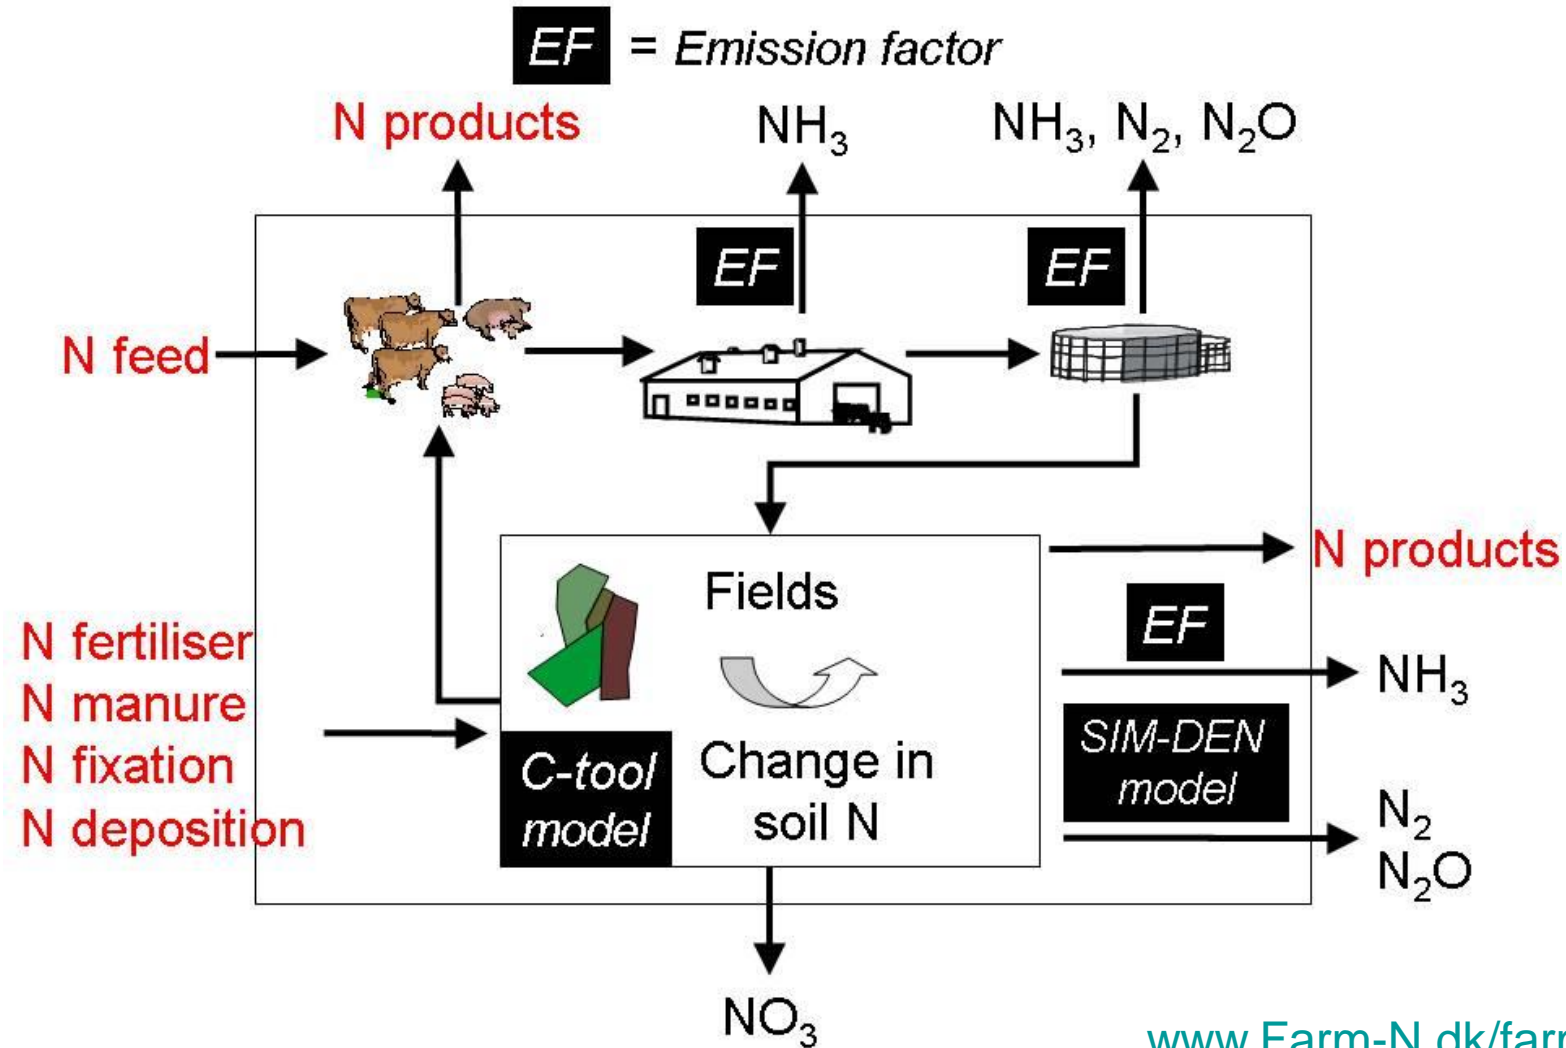 EF = Emission factor
N products
NH₃
NH₃, N₂, N₂O
EF
EF
N feed
N products
Fields
EF
N fertiliser
N manure
N fixation
N deposition
NH₃
SIM-DEN
model
C-tool
model
Change in
soil N
N₂
N₂O
NO₃
www.Farm-N.dk/farm